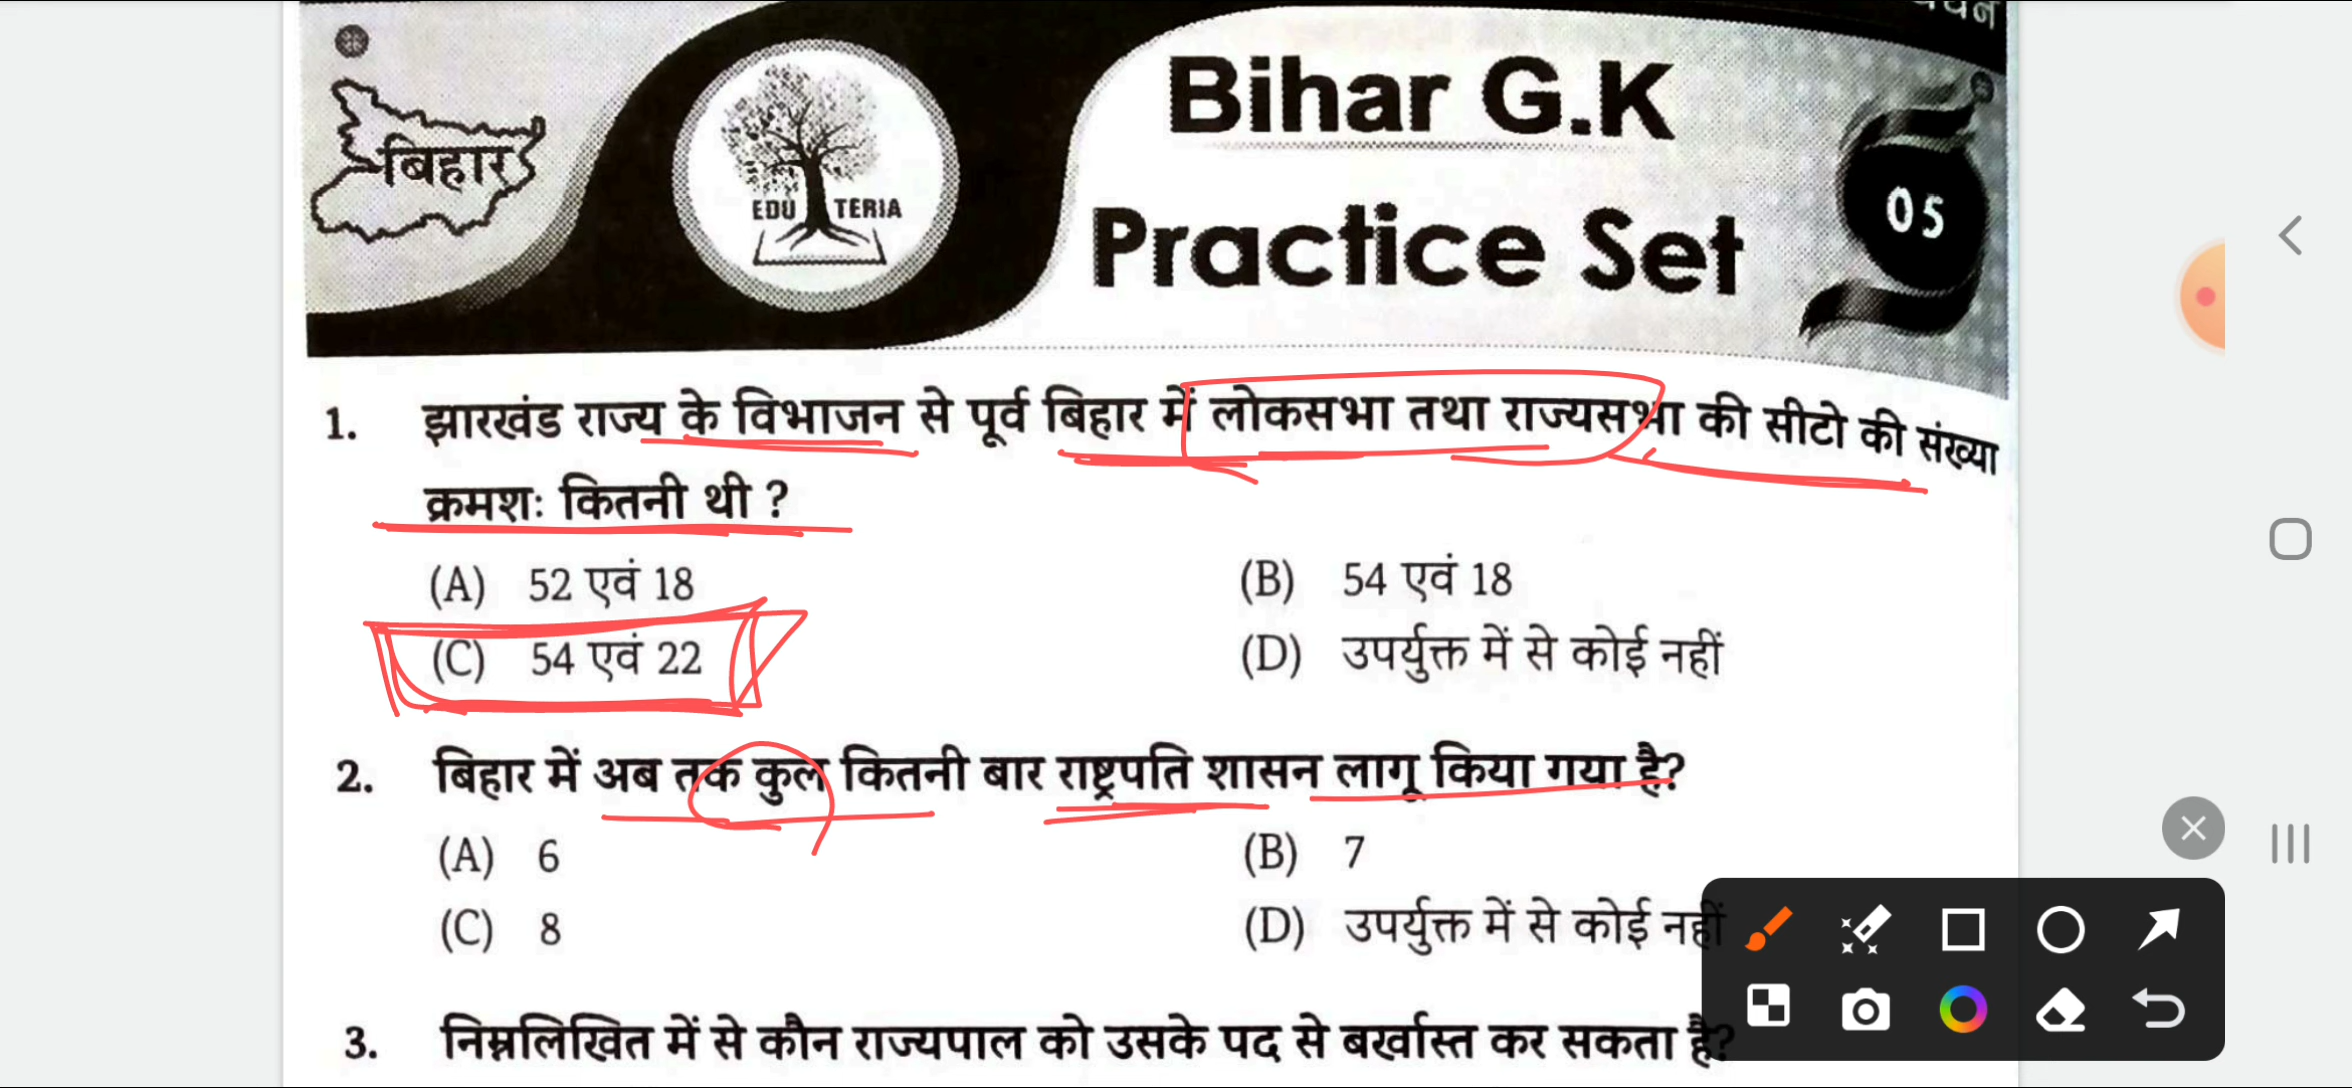 बिहार
EDU TERIA
Bihar G.K
Practice Set
05
1. झारखंड राज्य के विभाजन से पूर्व बिहार में लोकसभा तथा राज्यसभा की सीटो की संख्या
क्रमशः कितनी थी ?
(A) 52 एवं 18
(B) 54 एवं 18
(C) 54 एवं 22
(D) उपर्युक्त में से कोई नहीं
2. बिहार में अब तक कुल कितनी बार राष्ट्रपति शासन लागू किया गया है?
(A) 6
(B) 7
(C) 8
(D) उपर्युक्त में से कोई नहीं
3. निम्नलिखित में से कौन राज्यपाल को उसके पद से बर्खास्त कर सकता है?